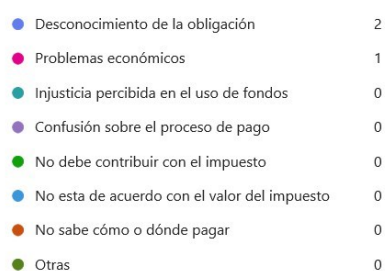 Desconocimiento de la obligación 2
Problemas económicos 1
Injusticia percibida en el uso de fondos 0
Confusión sobre el proceso de pago 0
No debe contribuir con el impuesto 0
No esta de acuerdo con el valor del impuesto 0
No sabe cómo o dónde pagar 0
Otras 0